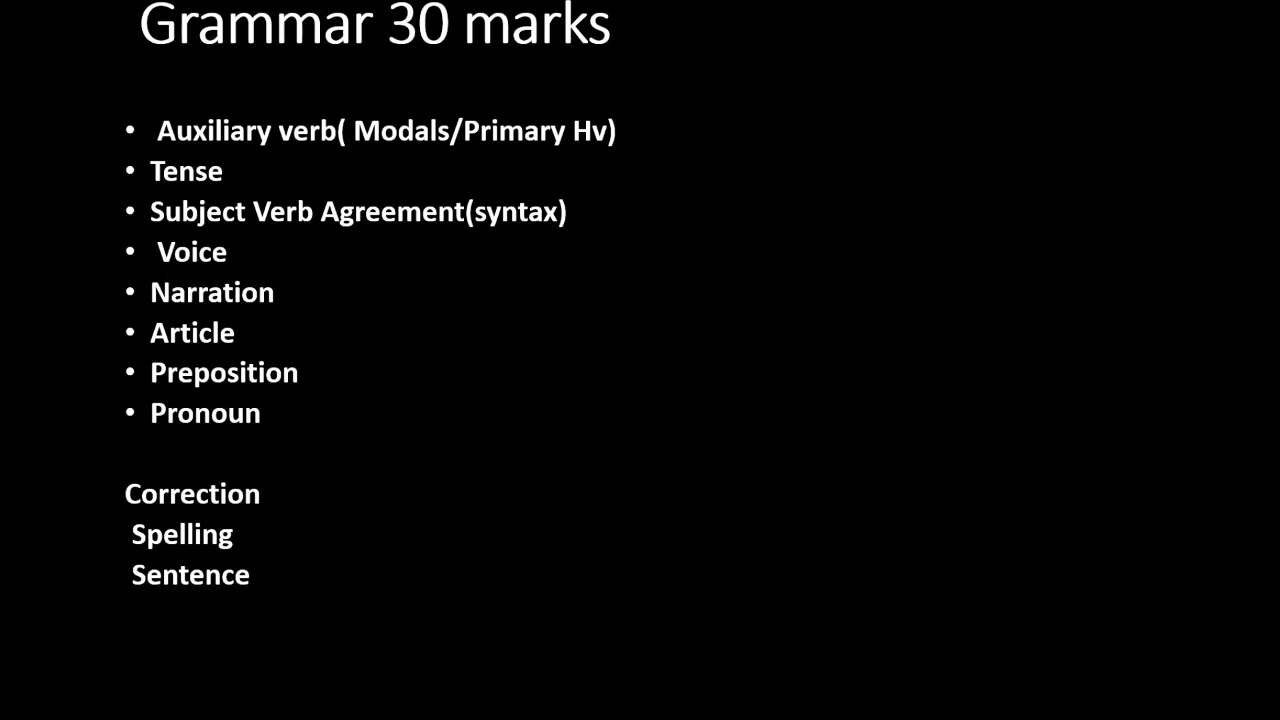 Grammar 30 marks
• Auxiliary verb( Modals/Primary Hv)
• Tense
• Subject Verb Agreement(syntax)
• Voice
• Narration
• Article
• Preposition
• Pronoun
Correction
Spelling
Sentence